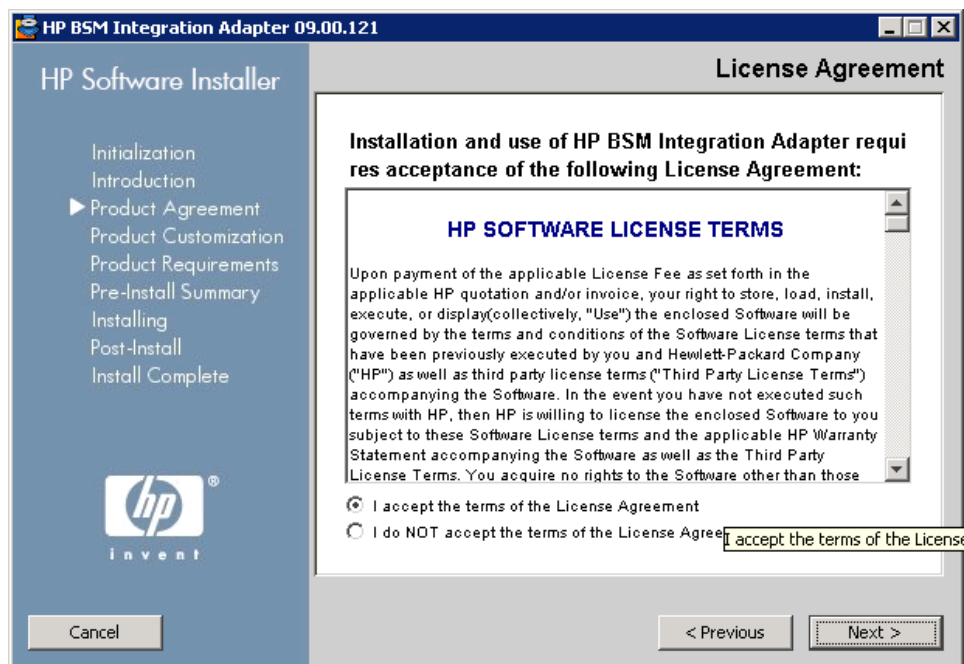 HP BSM Integration Adapter 09.00.121
HP Software Installer
License Agreement
Initialization
Introduction
Product Agreement
Product Customization
Product Requirements
Pre-Install Summary
Installing
Post-Install
Install Complete
hp
®
invent
Installation and use of HP BSM Integration Adapter requi
res acceptance of the following License Agreement:
HP SOFTWARE LICENSE TERMS
Upon payment of the applicable License Fee as set forth in the
applicable HP quotation and/or invoice, your right to store, load, install,
execute, or display(collectively, "Use") the enclosed Software will be
governed by the terms and conditions of the Software License terms that
have been previously executed by you and Hewlett-Packard Company
("HP") as well as third party license terms ("Third Party License Terms")
accompanying the Software. In the event you have not executed such
terms with HP, then HP is willing to license the enclosed Software to you
subject to these Software License terms and the applicable HP Warranty
Statement accompanying the Software as well as the Third Party
License Terms. You acquire no rights to the Software other than those
I accept the terms of the License Agreement
I do NOT accept the terms of the License Agree
I accept the terms of the License
Cancel
< Previous
Next >